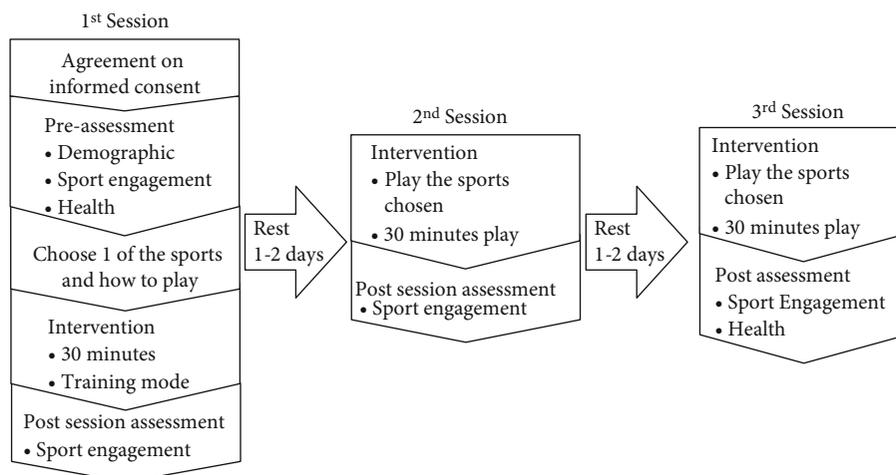 1st Session
Agreement on
informed consent
Pre-assessment
• Demographic
• Sport engagement
• Health
Choose 1 of the sports
and how to play
Intervention
• 30 minutes
• Training mode
Post session assessment
• Sport engagement
Rest
1-2 days
2nd Session
Intervention
• Play the sports
chosen
• 30 minutes play
Post session assessment
• Sport engagement
Rest
1-2 days
3rd Session
Intervention
• Play the sports
chosen
• 30 minutes play
Post assessment
• Sport Engagement
• Health